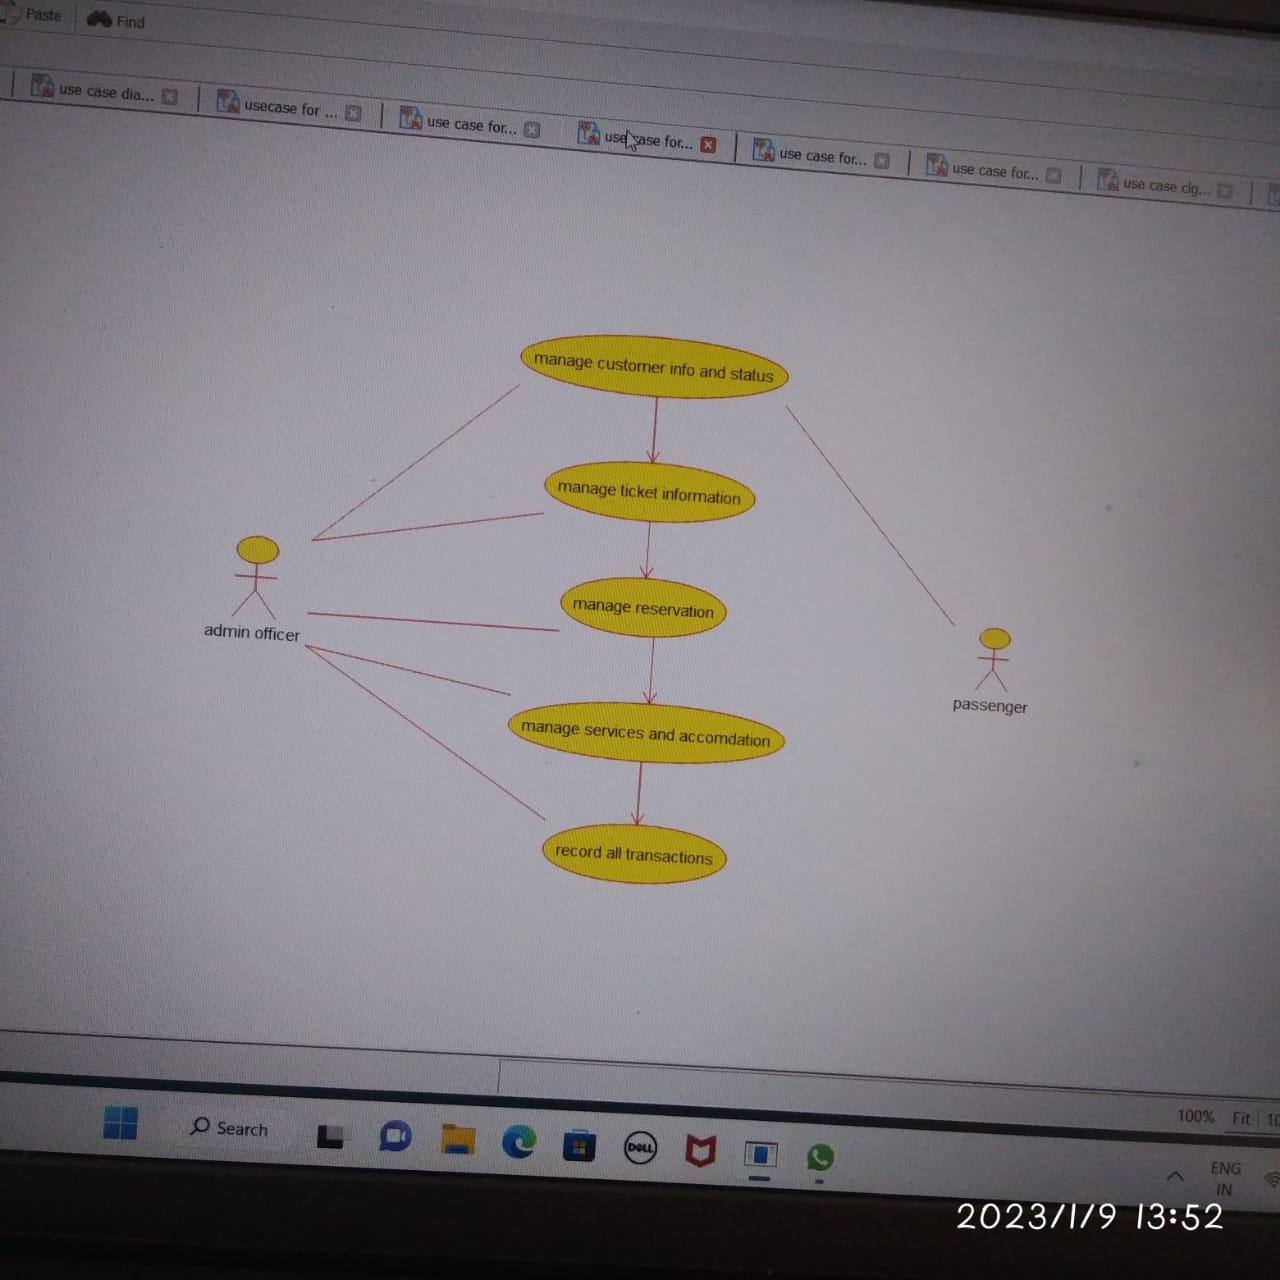 Paste
Find
use case dia...
usecase for ...
use case for...
use case for...
use case for...
use case for...
use case clg...
manage customer info and status
manage ticket information
manage reservation
admin officer
manage services and accomdation
passenger
record all transactions
100% Fit
Search
DELL
ENG
IN
2023/1/9 13:52